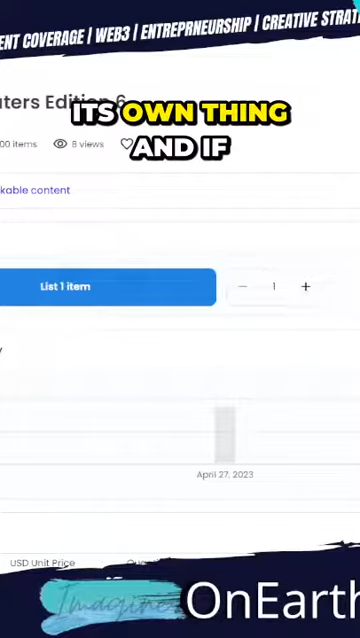 ENT COVERAGE | WEB3 | ENTREPRNEURSHIP | CREATIVE STRAT
ters Edition 6
ITS OWN THING
AND IF
00 items 8 views
kable content
List 1 item
− 1 +
y
April 27, 2023
USD Unit Price
Imagine
OnEarth